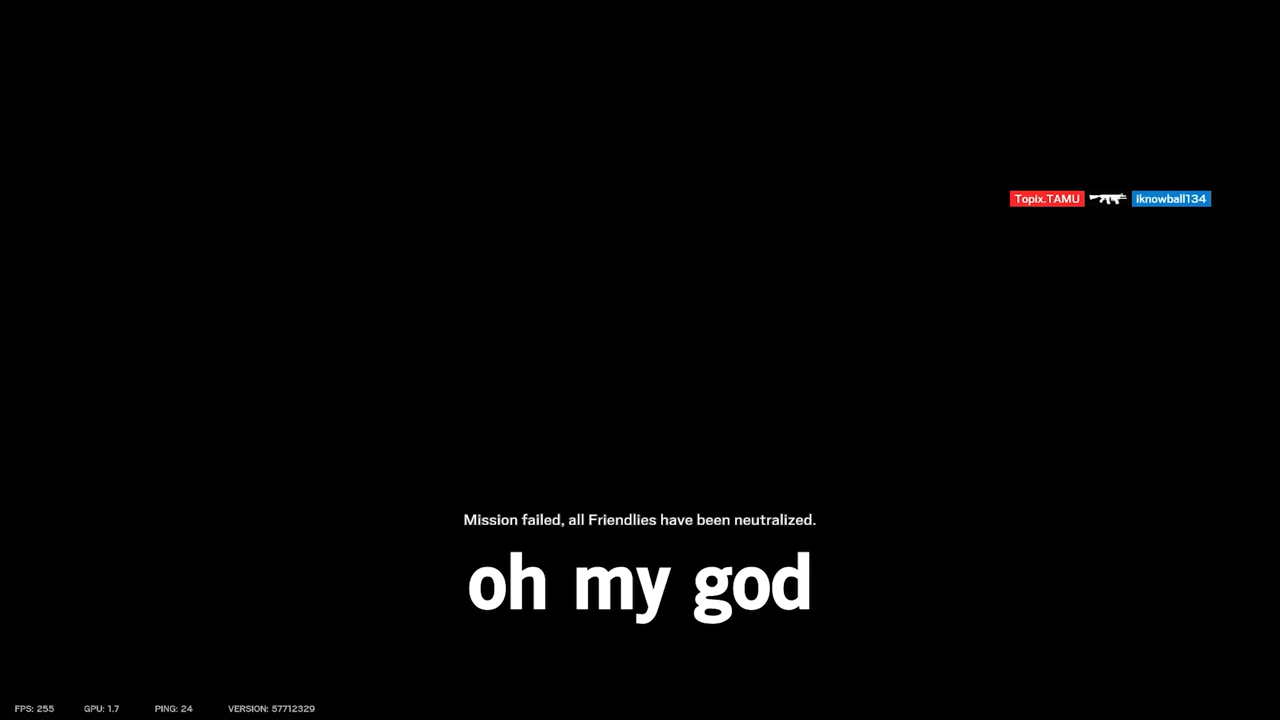 Topix.TAMU iknowball134
Mission failed, all Friendlies have been neutralized.
oh my god
FPS: 255 GPU: 1.7 PING: 24 VERSION: 57712329